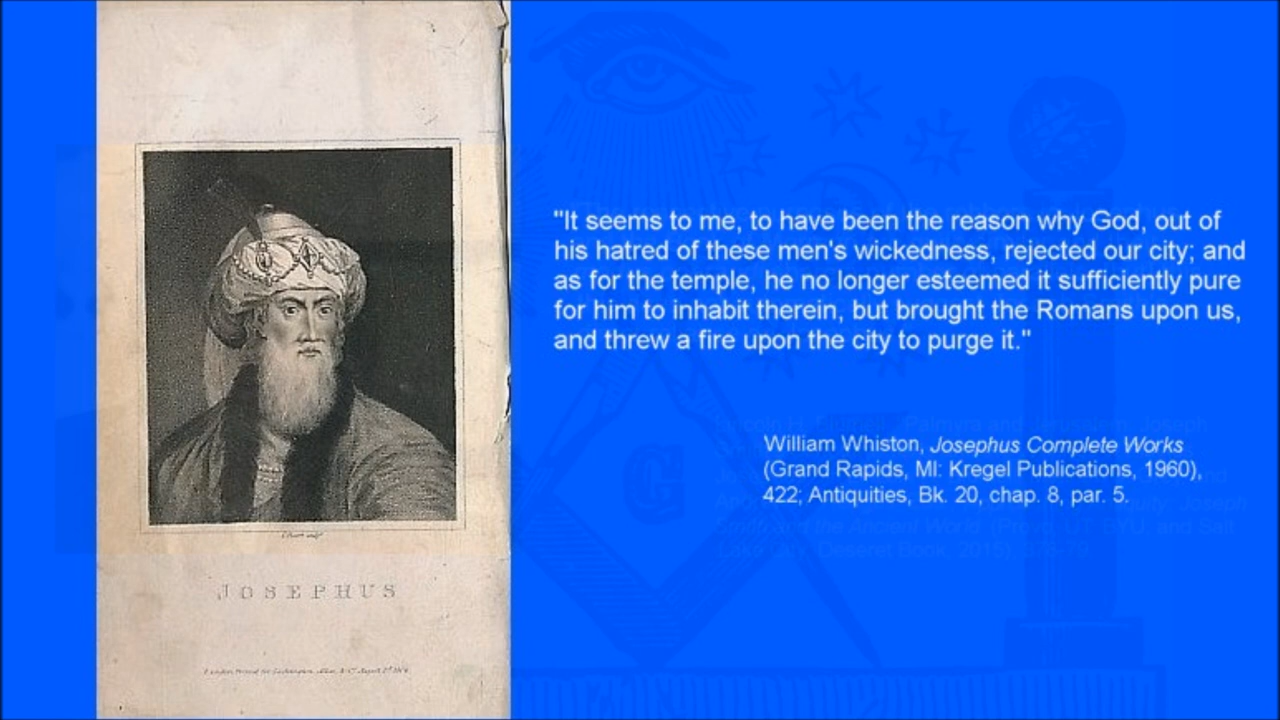 "It seems to me, to have been the reason why God, out of
his hatred of these men's wickedness, rejected our city; and
as for the temple, he no longer esteemed it sufficiently pure
for him to inhabit therein, but brought the Romans upon us,
and threw a fire upon the city to purge it."
William Whiston, Josephus Complete Works
(Grand Rapids, MI: Kregel Publications, 1960),
422; Antiquities, Bk. 20, chap. 8, par. 5.
JOSEPHUS
G